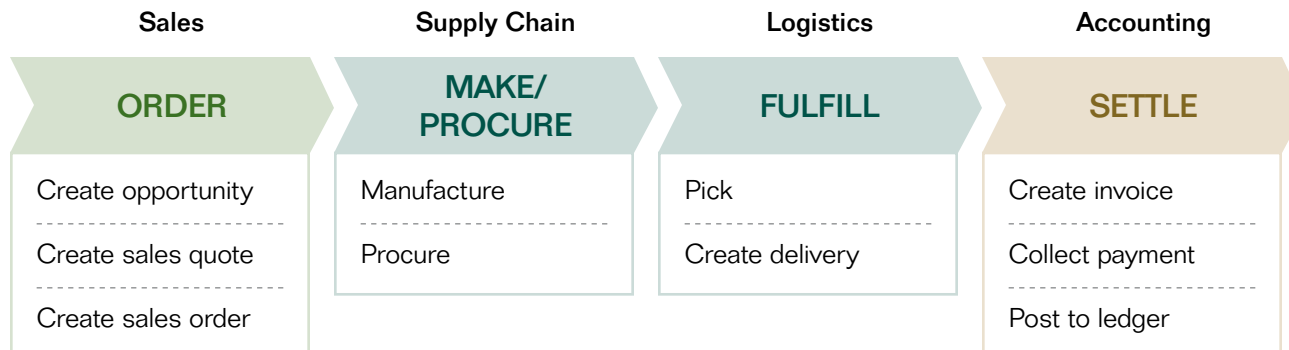 Sales
Supply Chain
Logistics
Accounting
ORDER
MAKE/
PROCURE
FULFILL
SETTLE
Create opportunity
Create sales quote
Create sales order
Manufacture
Procure
Pick
Create delivery
Create invoice
Collect payment
Post to ledger